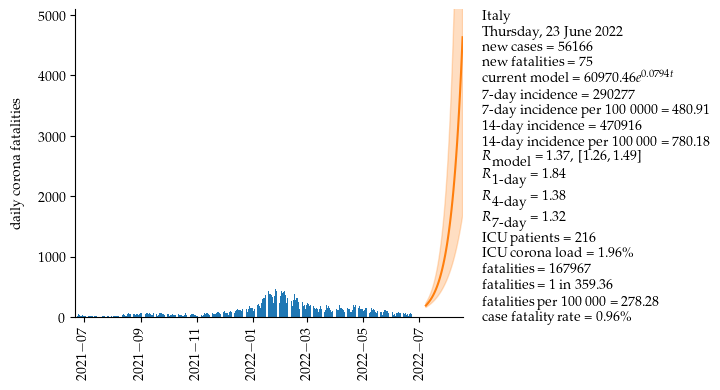 5000
4000
3000
2000
1000
0
daily corona fatalities
2021−07
2021−09
2021−11
2022−01
2022−03
2022−05
2022−07
Italy
Thursday, 23 June 2022
new cases = 56166
new fatalities = 75
current model = 60970.46e^0.0794t
7-day incidence = 290277
7-day incidence per 100 0000 = 480.91
14-day incidence = 470916
14-day incidence per 100 000 = 780.18
R_model = 1.37, [1.26, 1.49]
R_1-day = 1.84
R_4-day = 1.38
R_7-day = 1.32
ICU patients = 216
ICU corona load = 1.96%
fatalities = 167967
fatalities = 1 in 359.36
fatalities per 100 000 = 278.28
case fatality rate = 0.96%